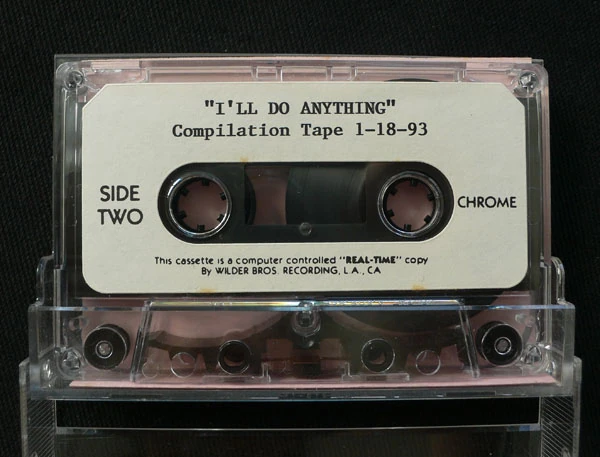 "I'LL DO ANYTHING"
Compilation Tape 1-18-93
SIDE
TWO
CHROME
This cassette is a computer controlled "REAL-TIME" copy
By WILDER BROS. RECORDING, L.A., CA